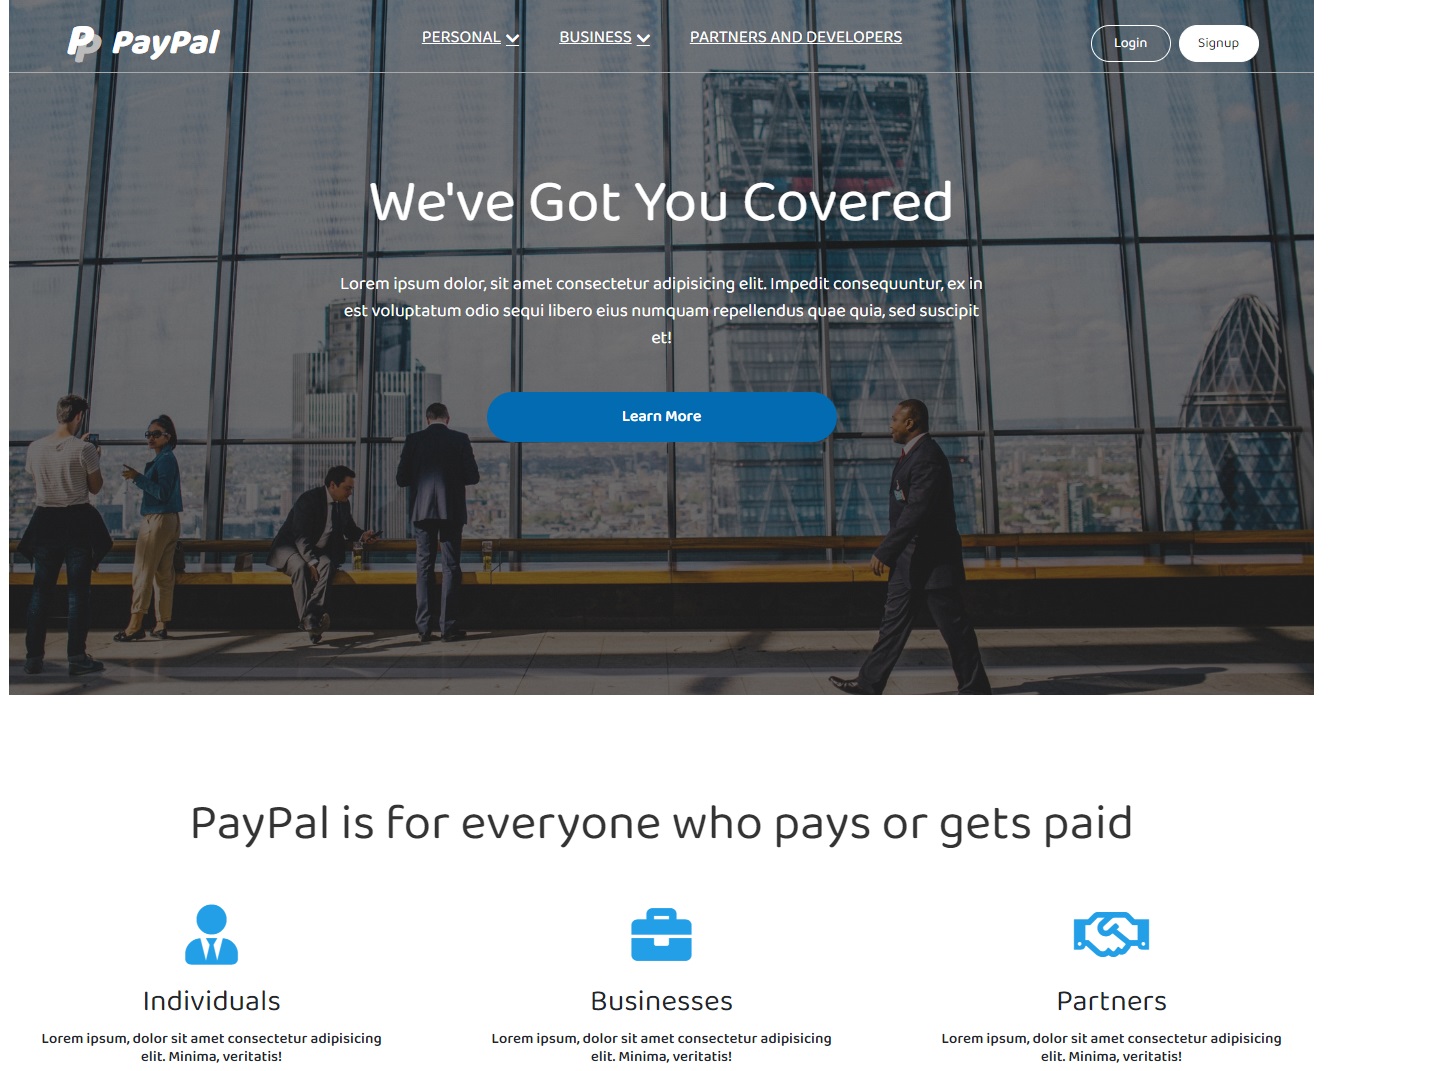 PayPal
PERSONAL
BUSINESS
PARTNERS AND DEVELOPERS
Login
Signup
We've Got You Covered
Lorem ipsum dolor, sit amet consectetur adipisicing elit. Impedit consequuntur, ex in
est voluptatum odio sequi libero eius numquam repellendus quae quia, sed suscipit
et!
Learn More
PayPal is for everyone who pays or gets paid
Individuals
Lorem ipsum, dolor sit amet consectetur adipisicing
elit. Minima, veritatis!
Businesses
Lorem ipsum, dolor sit amet consectetur adipisicing
elit. Minima, veritatis!
Partners
Lorem ipsum, dolor sit amet consectetur adipisicing
elit. Minima, veritatis!